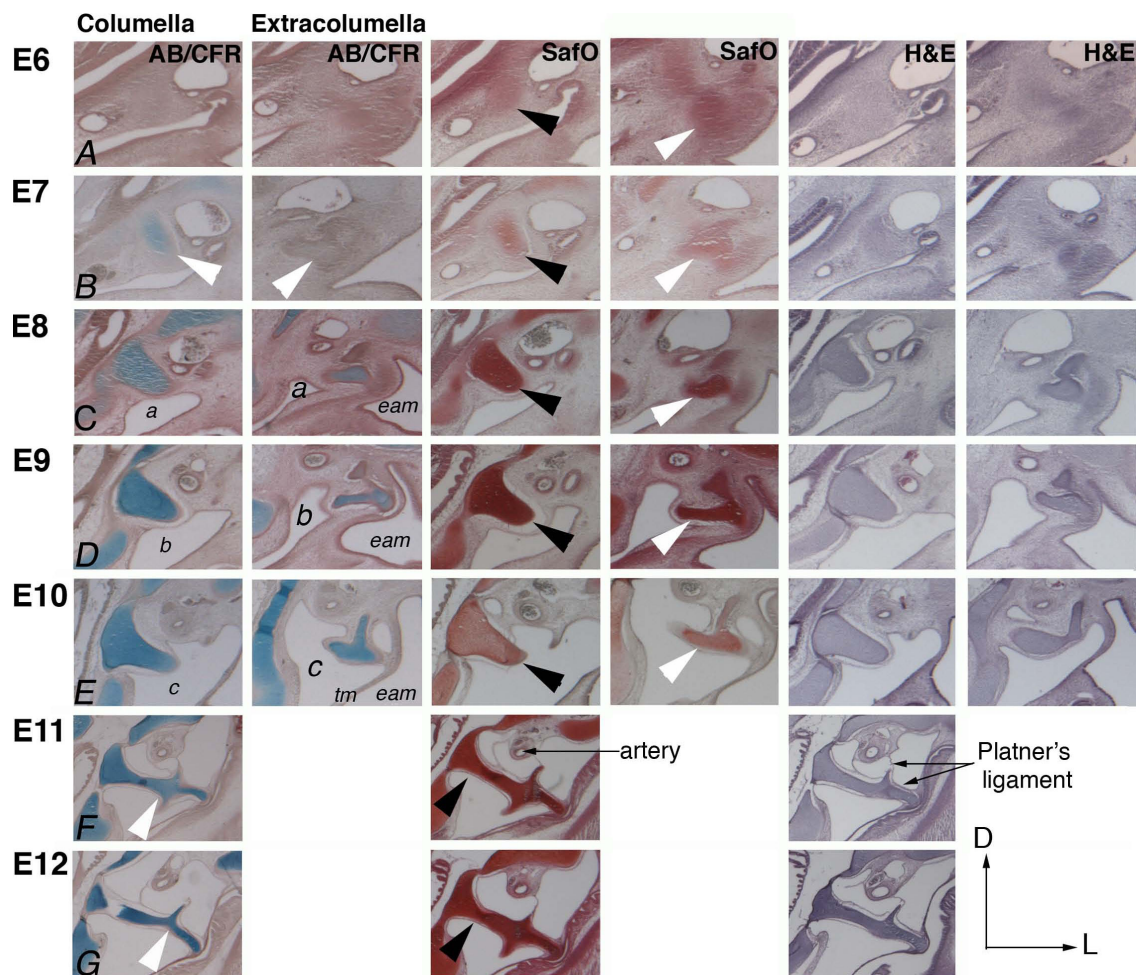 Columella Extracolumella
AB/CFR AB/CFR SafO SafO H&E H&E
E6
A
E7
B
E8
C a a eam
E9
D b b eam
E10
E c c tm eam
E11
artery
Platner's
ligament
F
E12
G
D
L